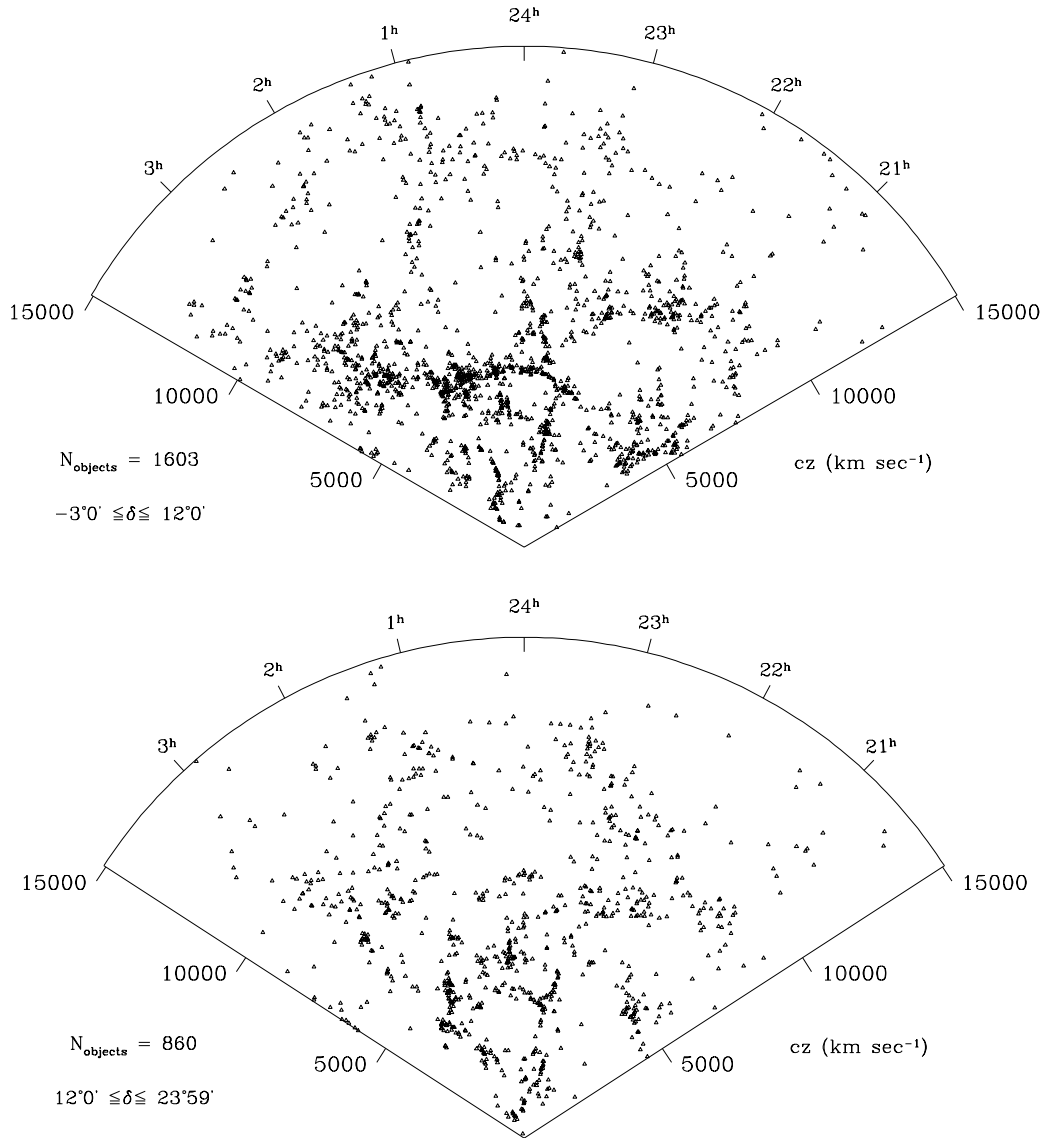 24ʰ
1ʰ 23ʰ
2ʰ 22ʰ
3ʰ 21ʰ
15000 15000
10000 10000
N_objects = 1603 cz (km sec⁻¹)
5000 5000
−3°0' ≦δ≦ 12°0'
24ʰ
1ʰ 23ʰ
2ʰ 22ʰ
3ʰ 21ʰ
15000 15000
10000 10000
N_objects = 860 cz (km sec⁻¹)
5000 5000
12°0' ≦δ≦ 23°59'